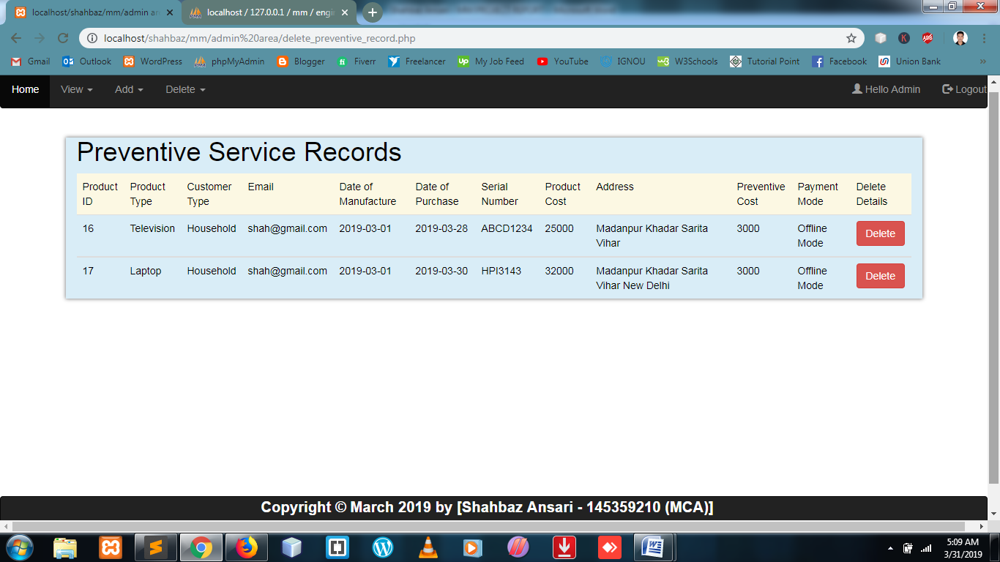 localhost/shahbaz/mm/admin ar
localhost / 127.0.0.1 / mm / engin
localhost/shahbaz/mm/admin%20area/delete_preventive_record.php
Gmail Outlook WordPress phpMyAdmin Blogger Fiverr Freelancer My Job Feed YouTube IGNOU W3Schools Tutorial Point Facebook Union Bank »
Home View Add Delete Hello Admin Logout
Preventive Service Records
Product ID Product Type Customer Type Email Date of Manufacture Date of Purchase Serial Number Product Cost Address Preventive Cost Payment Mode Delete Details
16 Television Household shah@gmail.com 2019-03-01 2019-03-28 ABCD1234 25000 Madanpur Khadar Sarita Vihar 3000 Offline Mode Delete
17 Laptop Household shah@gmail.com 2019-03-01 2019-03-30 HPI3143 32000 Madanpur Khadar Sarita Vihar New Delhi 3000 Offline Mode Delete
Copyright © March 2019 by [Shahbaz Ansari - 145359210 (MCA)]
5:09 AM
3/31/2019